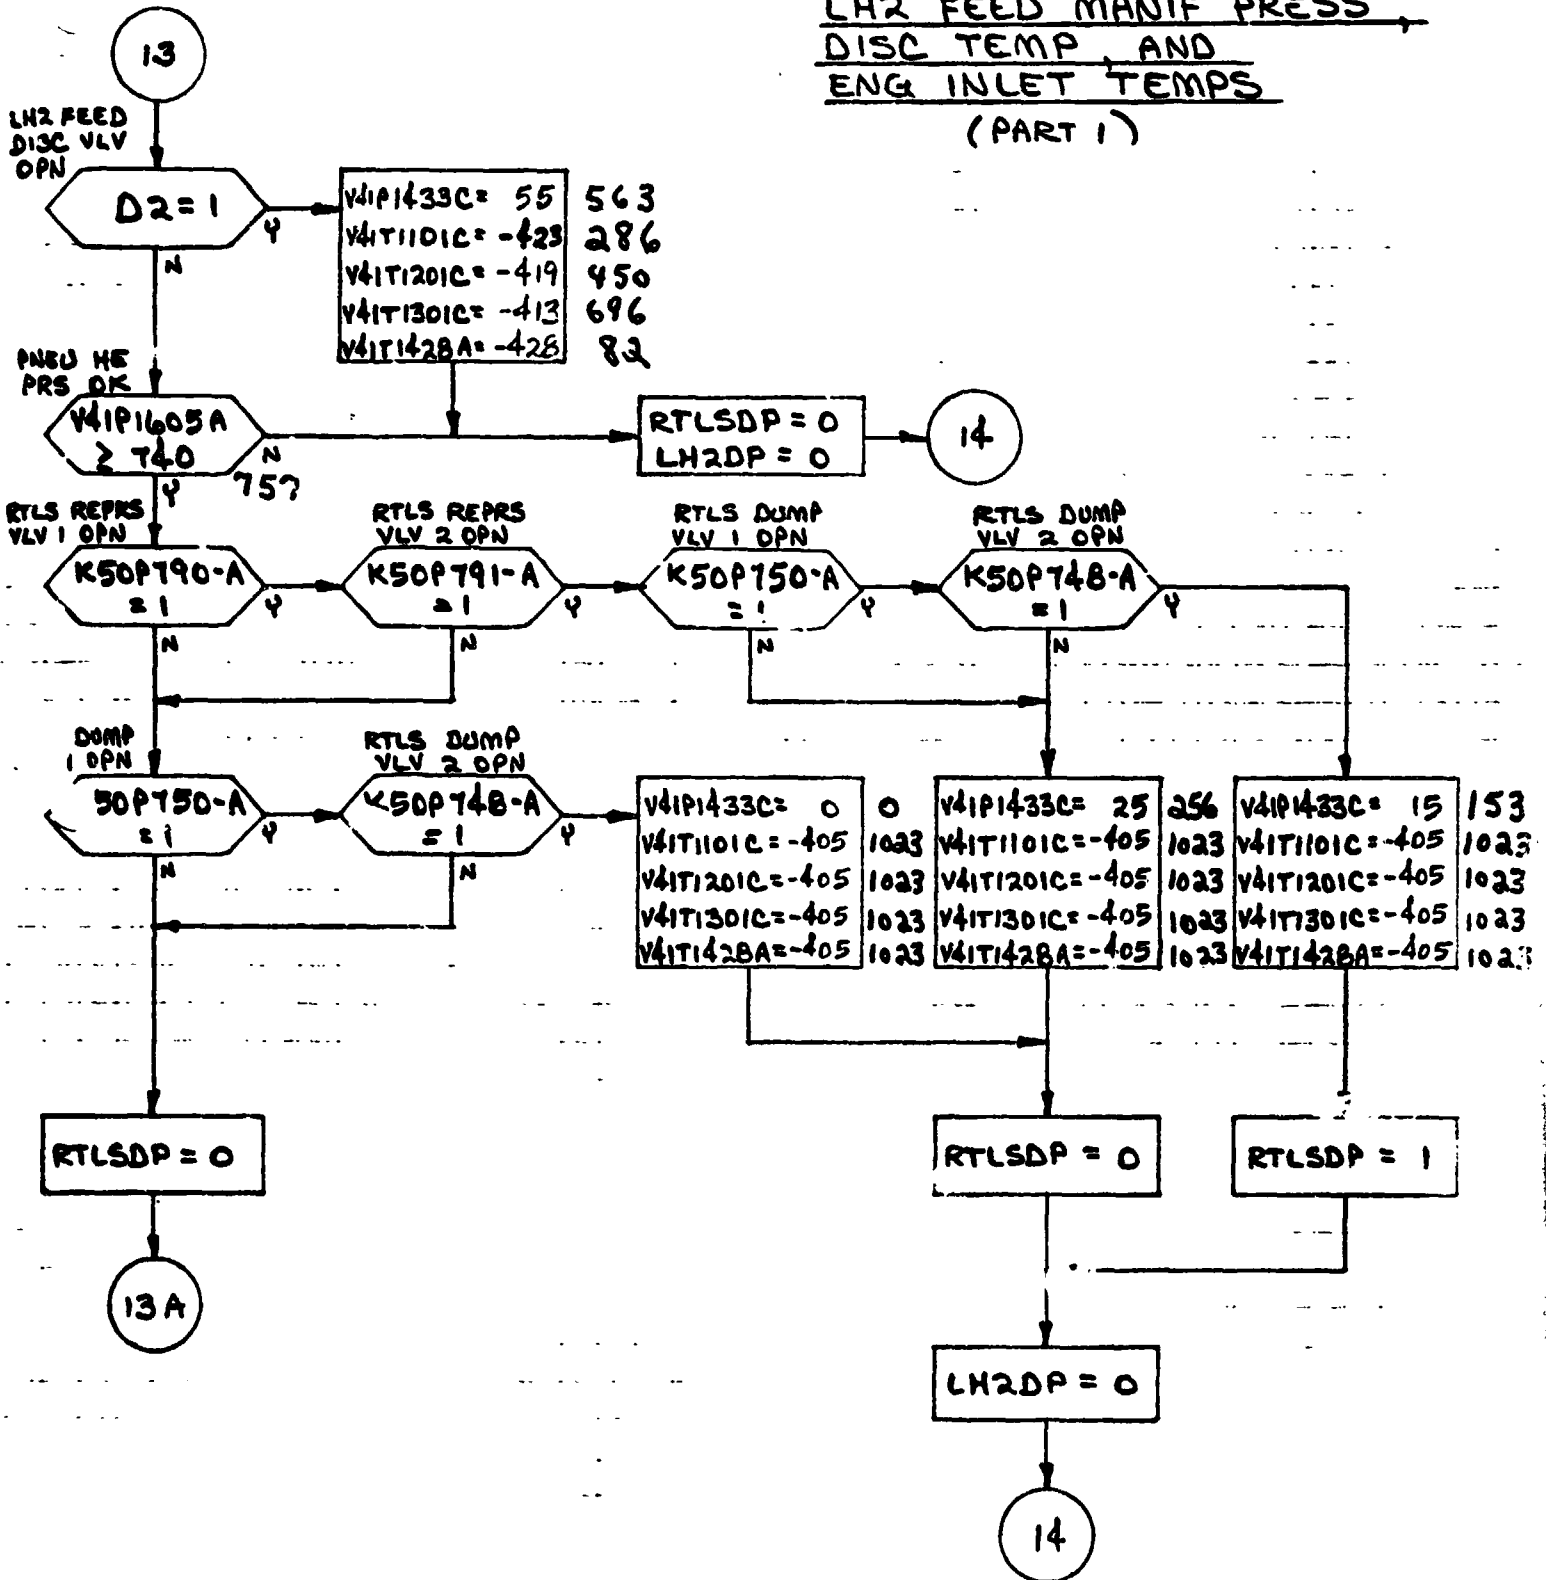 LH2 FEED MANIF PRESS,
DISC TEMP, AND
ENG INLET TEMPS
(PART 1)
13
LH2 FEED
DISC VLV
OPN
D2 = 1
Y
N
V41P1433C = 55 563
V41T1101C = -423 286
V41T1201C = -419 450
V41T1301C = -413 696
V41T1428A = -428 82
PNEU HE
PRS OK
V41P1605A
≥ 740
N
757
Y
RTLSDP = 0
LH2DP = 0
14
RTLS REPRS
VLV 1 OPN
K50P790-A
= 1
Y
N
RTLS REPRS
VLV 2 OPN
K50P791-A
= 1
Y
N
RTLS DUMP
VLV 1 OPN
K50P750-A
= 1
Y
N
RTLS DUMP
VLV 2 OPN
K50P748-A
= 1
Y
N
DUMP
1 OPN
50P750-A
= 1
Y
N
RTLS DUMP
VLV 2 OPN
K50P748-A
= 1
Y
N
V41P1433C = 0 0
V41T1101C = -405 1023
V41T1201C = -405 1023
V41T1301C = -405 1023
V41T1428A = -405 1023
V41P1433C = 25 256
V41T1101C = -405 1023
V41T1201C = -405 1023
V41T1301C = -405 1023
V41T1428A = -405 1023
V41P1433C = 15 153
V41T1101C = -405 1023
V41T1201C = -405 1023
V41T1301C = -405 1023
V41T1428A = -405 1023
RTLSDP = 0
RTLSDP = 0
RTLSDP = 1
13A
LH2DP = 0
14